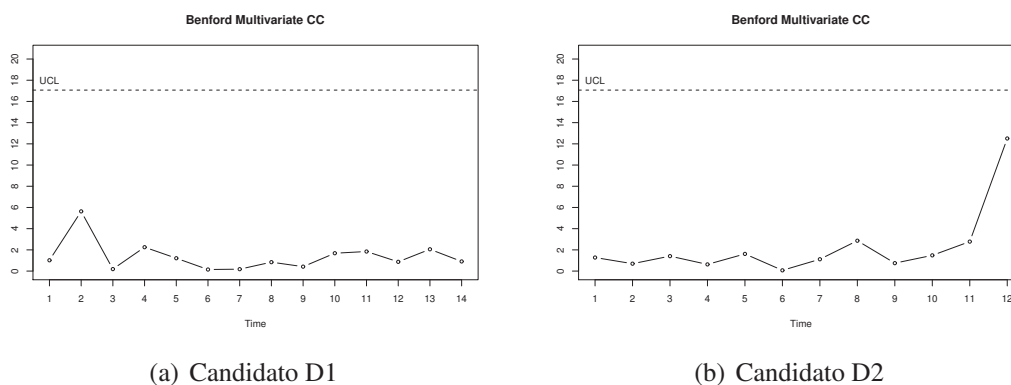 Benford Multivariate CC
UCL
20
18
16
14
12
10
8
6
4
2
0
1 2 3 4 5 6 7 8 9 10 11 12 13 14
Time
(a) Candidato D1
Benford Multivariate CC
UCL
20
18
16
14
12
10
8
6
4
2
0
1 2 3 4 5 6 7 8 9 10 11 12
Time
(b) Candidato D2